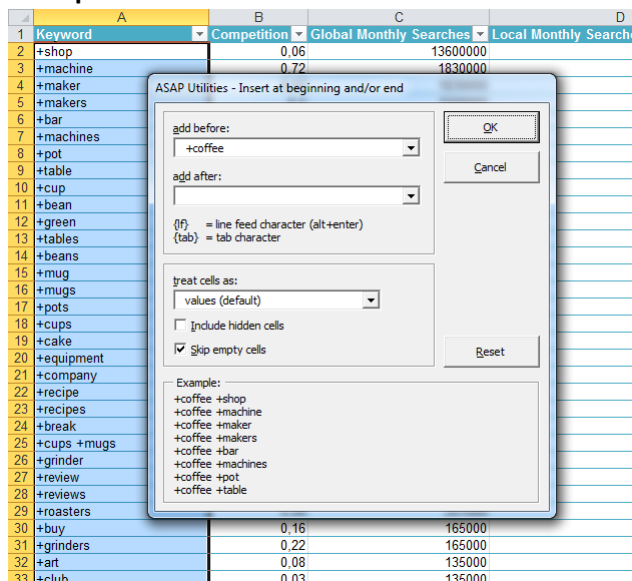 A B C D
1 Keyword Competition Global Monthly Searches Local Monthly Searche
2 +shop 0,06 13600000
3 +machine 0,72 1830000
4 +maker
5 +makers
6 +bar
7 +machines
8 +pot
9 +table
10 +cup
11 +bean
12 +green
13 +tables
14 +beans
15 +mug
16 +mugs
17 +pots
18 +cups
19 +cake
20 +equipment
21 +company
22 +recipe
23 +recipes
24 +break
25 +cups +mugs
26 +grinder
27 +review
28 +reviews
29 +roasters
30 +buy 0,16 165000
31 +grinders 0,22 165000
32 +art 0,08 135000
33 +club 0,03 135000
ASAP Utilities - Insert at beginning and/or end
add before:
+coffee
add after:
{lf} = line feed character (alt+enter)
{tab} = tab character
treat cells as:
values (default)
Include hidden cells
Skip empty cells
OK
Cancel
Reset
Example:
+coffee +shop
+coffee +machine
+coffee +maker
+coffee +makers
+coffee +bar
+coffee +machines
+coffee +pot
+coffee +table